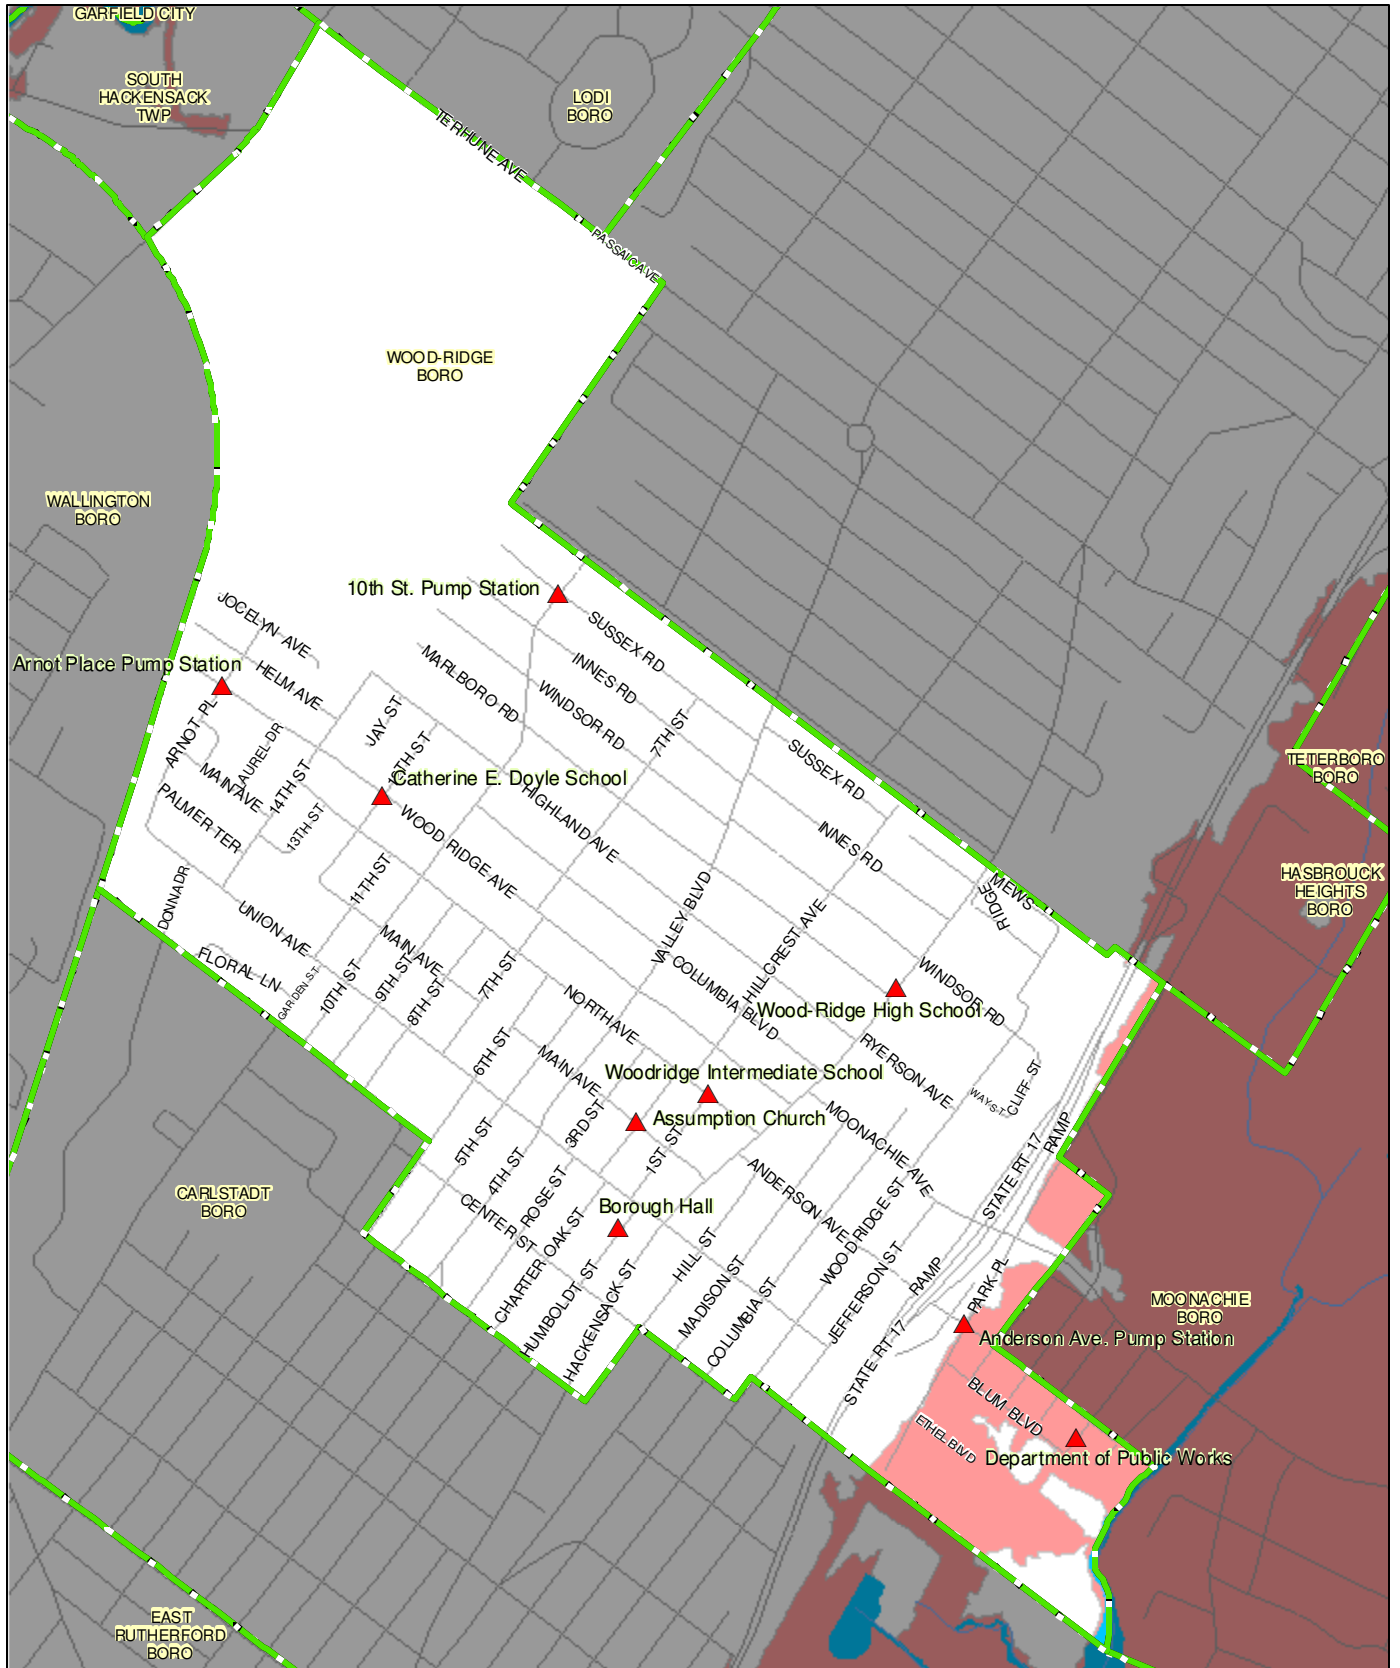 GARFIELD CITY
SOUTH
HACKENSACK
TWP
LODI
BORO
TERHUNE AVE
PASSAIC AVE
WOOD-RIDGE
BORO
WALLINGTON
BORO
10th St. Pump Station
JOCELYN AVE
SUSSEX RD
Arnot Place Pump Station
HELM AVE
MARLBORO RD
INNES RD
WINDSOR RD
ARNOT PL
LAUREL DR
JAY ST
12TH ST
7TH ST
SUSSEX RD
TETERBORO
BORO
MAIN AVE
14TH ST
Catherine E. Doyle School
PALMER TER
13TH ST
WOOD RIDGE AVE
HIGHLAND AVE
INNES RD
HASBROUCK
HEIGHTS
BORO
DONNA DR
11TH ST
VALLEY BLVD
HILLCREST AVE
RIDGE
MEWS
UNION AVE
MAIN AVE
FLORAL LN
GARDEN ST
10TH ST
9TH ST
8TH ST
7TH ST
COLUMBIA BLVD
WINDSOR RD
Wood-Ridge High School
NORTH AVE
6TH ST
MAIN AVE
RYERSON AVE
Woodridge Intermediate School
WAY ST
CLIFF ST
3RD ST
Assumption Church
MOONACHIE AVE
RAMP
5TH ST
4TH ST
1ST ST
STATE RT 17
CARLSTADT
BORO
CENTER ST
ROSE ST
ANDERSON AVE
WOOD RIDGE ST
Borough Hall
CHARTER OAK ST
HUMBOLDT ST
HACKENSACK ST
HILL ST
MADISON ST
COLUMBIA ST
JEFFERSON ST
RAMP
PARK PL
MOONACHIE
BORO
Anderson Ave. Pump Station
STATE RT 17
BLUM BLVD
ETHEL BLVD
Department of Public Works
EAST
RUTHERFORD
BORO